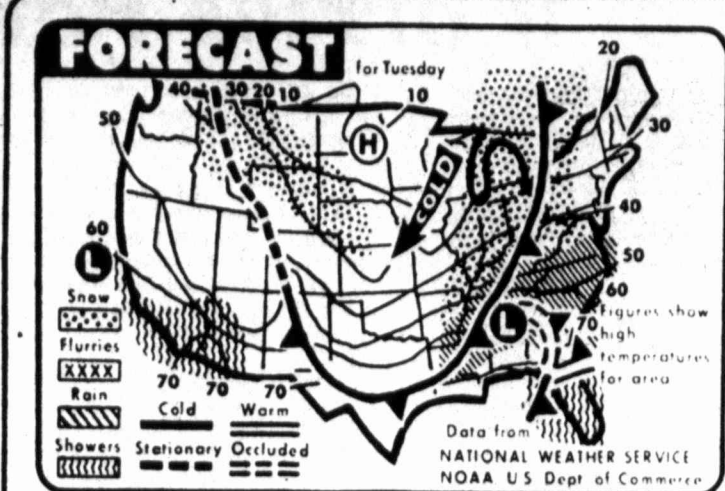 FORECAST
for Tuesday
40 30 20 10
10
20
50
30
H
COLD
60
40
L
50
60
Snow
L
70
Figures show
high
temperatures
for area
Flurries
XXXX
Rain
70 70 70
Cold Warm
Showers
Stationary Occluded
Data from
NATIONAL WEATHER SERVICE
NOAA US Dept of Commerce